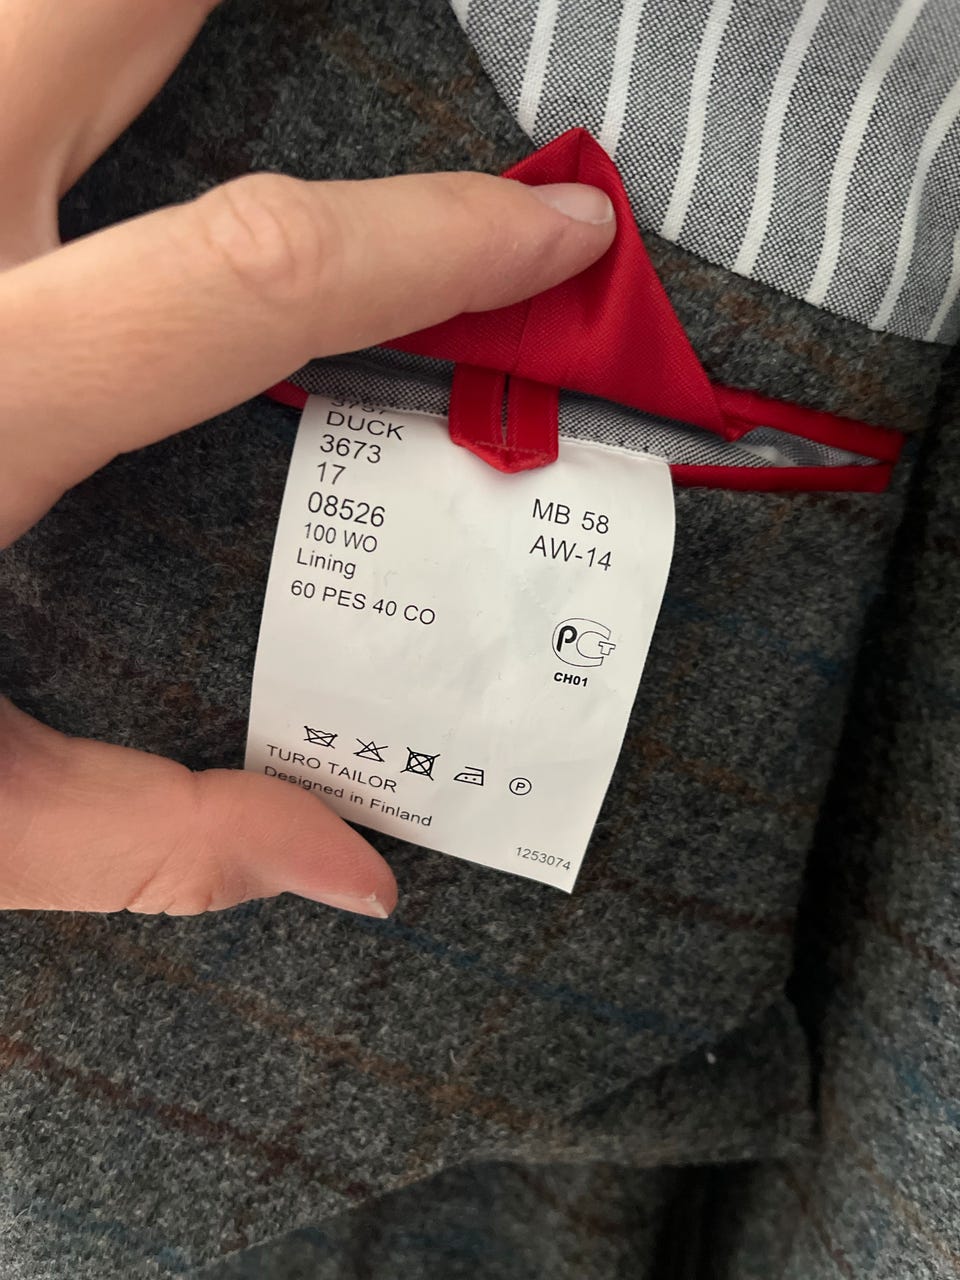 DUCK
3673
17
08526
100 WO
Lining
60 PES 40 CO
MB 58
AW-14
PCT
CH01
P
TURO TAILOR
Designed in Finland
1253074